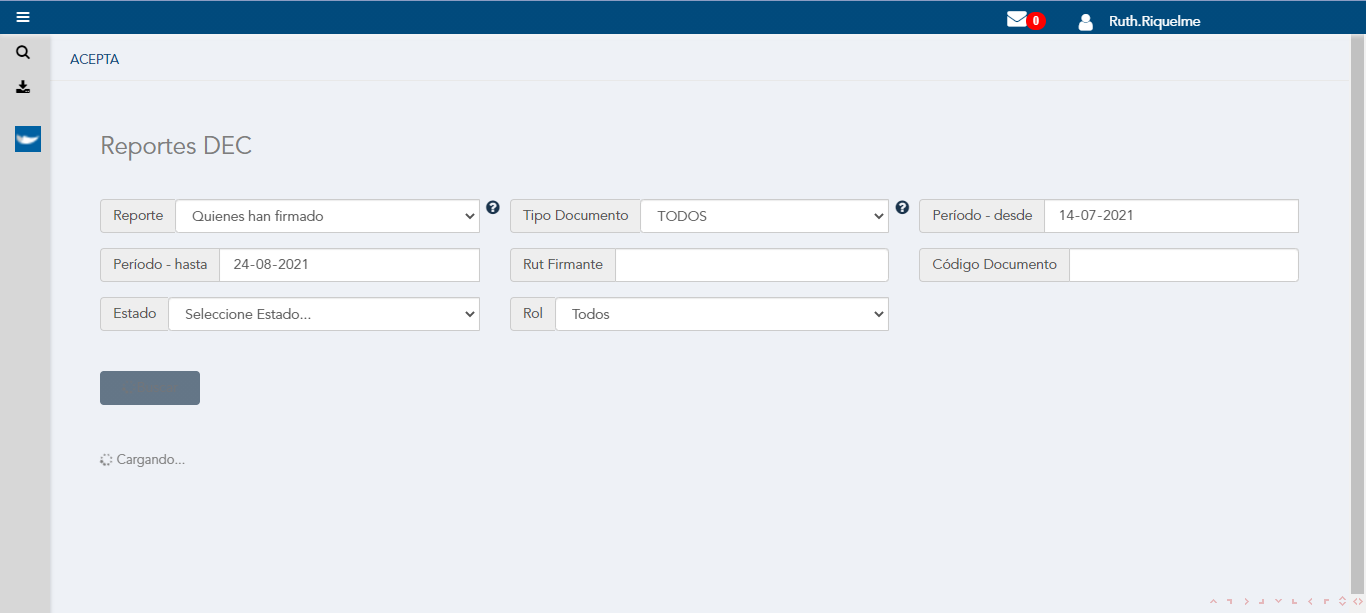 0 Ruth.Riquelme
ACEPTA
Reportes DEC
Reporte Quienes han firmado ? Tipo Documento TODOS ? Período - desde 14-07-2021
Período - hasta 24-08-2021 Rut Firmante Código Documento
Estado Seleccione Estado... Rol Todos
Cargando...